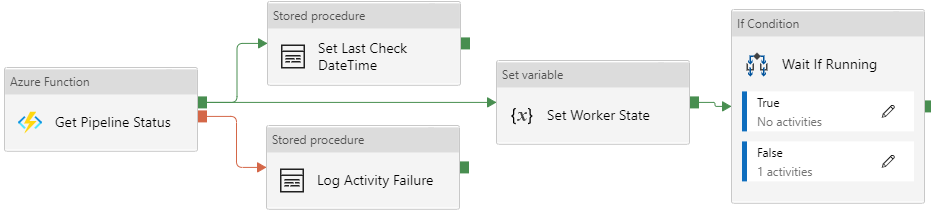 Stored procedure
Set Last Check
DateTime
Azure Function
Get Pipeline Status
Stored procedure
Log Activity Failure
Set variable
{x} Set Worker State
If Condition
Wait If Running
True
No activities
False
1 activities